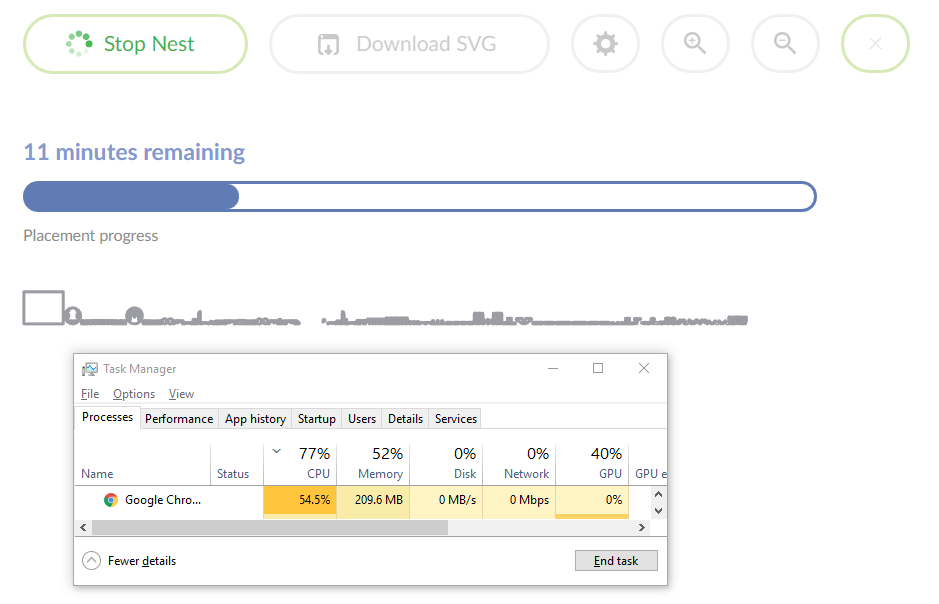 Stop Nest
Download SVG
11 minutes remaining
Placement progress
Task Manager
File Options View
Processes Performance App history Startup Users Details Services
77% 52% 0% 0% 40%
Name Status CPU Memory Disk Network GPU GPU e
Google Chro... 54.5% 209.6 MB 0 MB/s 0 Mbps 0%
Fewer details End task